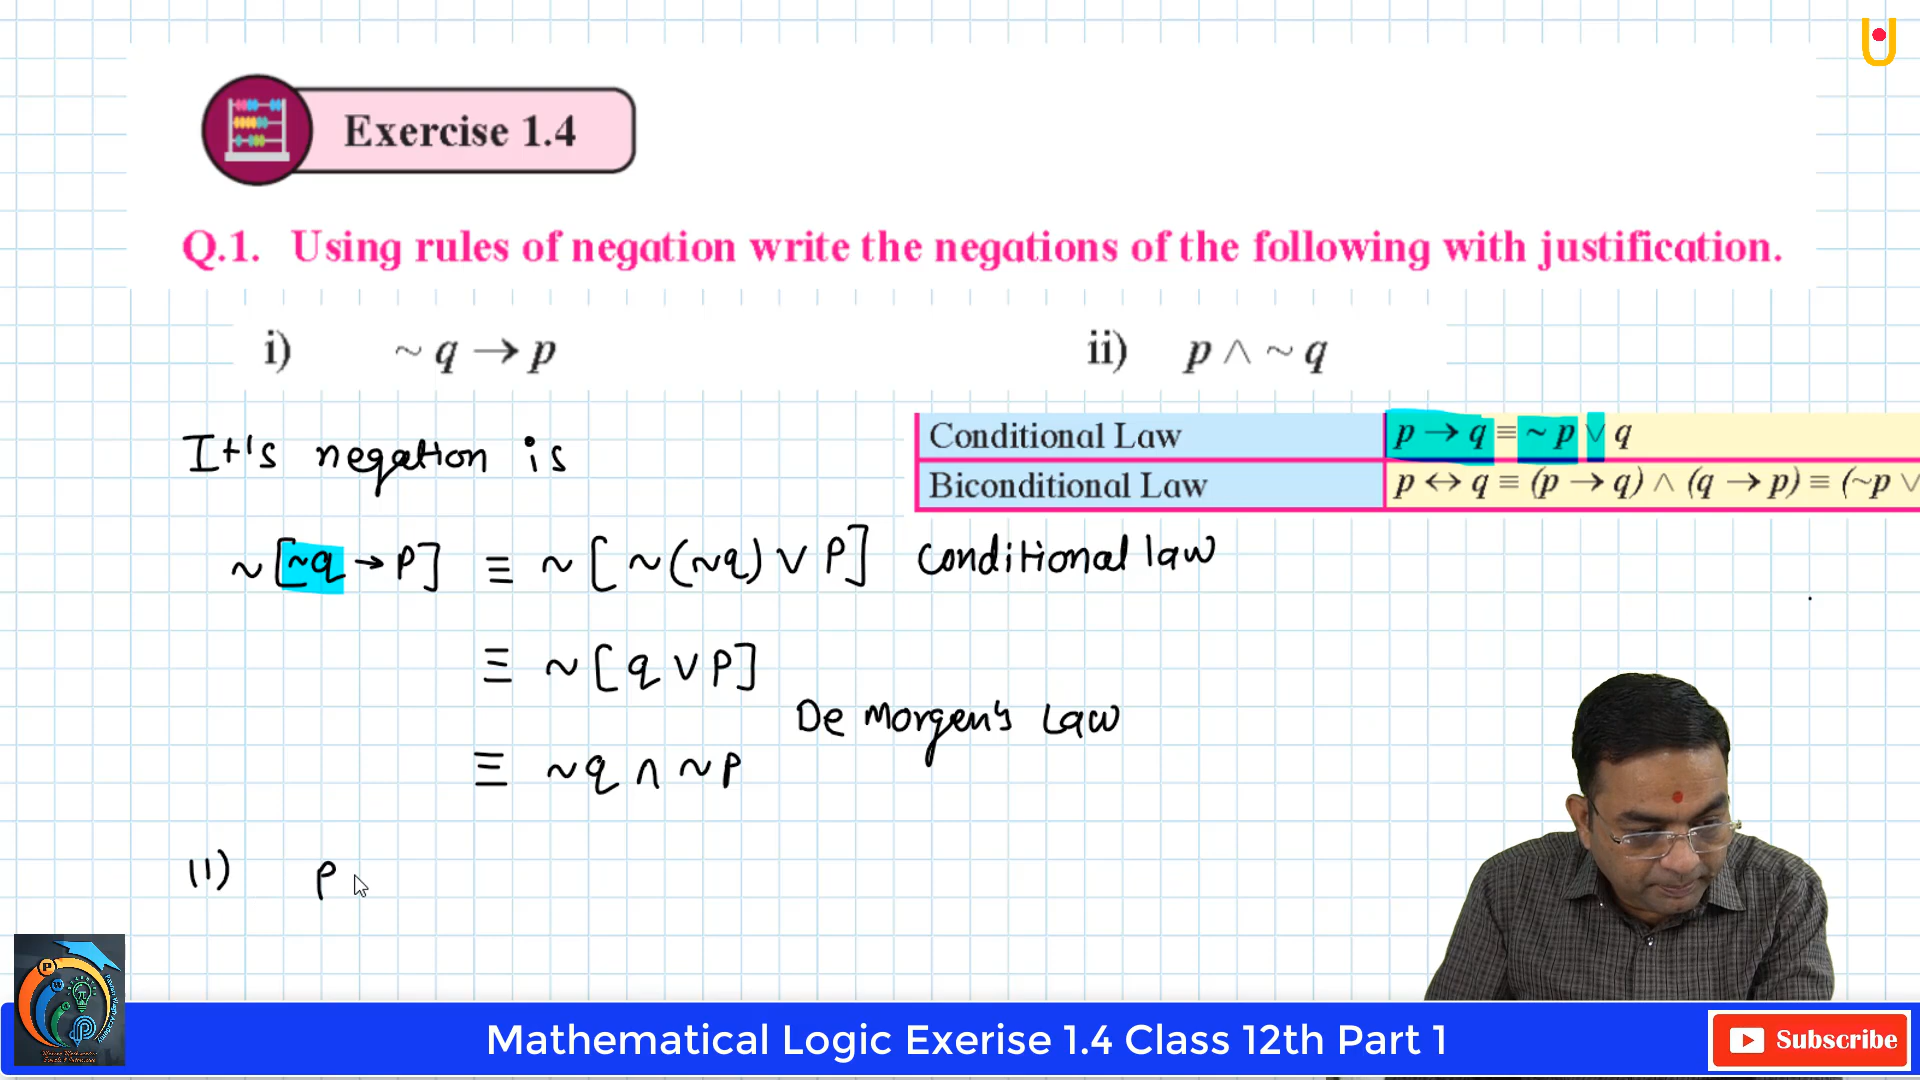 Exercise 1.4
Q.1. Using rules of negation write the negations of the following with justification.
i) ~ q → p ii) p ∧ ~ q
Conditional Law p → q ≡ ~ p ∨ q
Biconditional Law p ↔ q ≡ (p → q) ∧ (q → p) ≡ (~p ∨
It's negation is
~[~q → p] ≡ ~[~(~q) ∨ p] conditional law
≡ ~[q ∨ p]
De Morgen's Law
≡ ~q ∧ ~p
(ii) p
Mathematical Logic Exerise 1.4 Class 12th Part 1
Subscribe